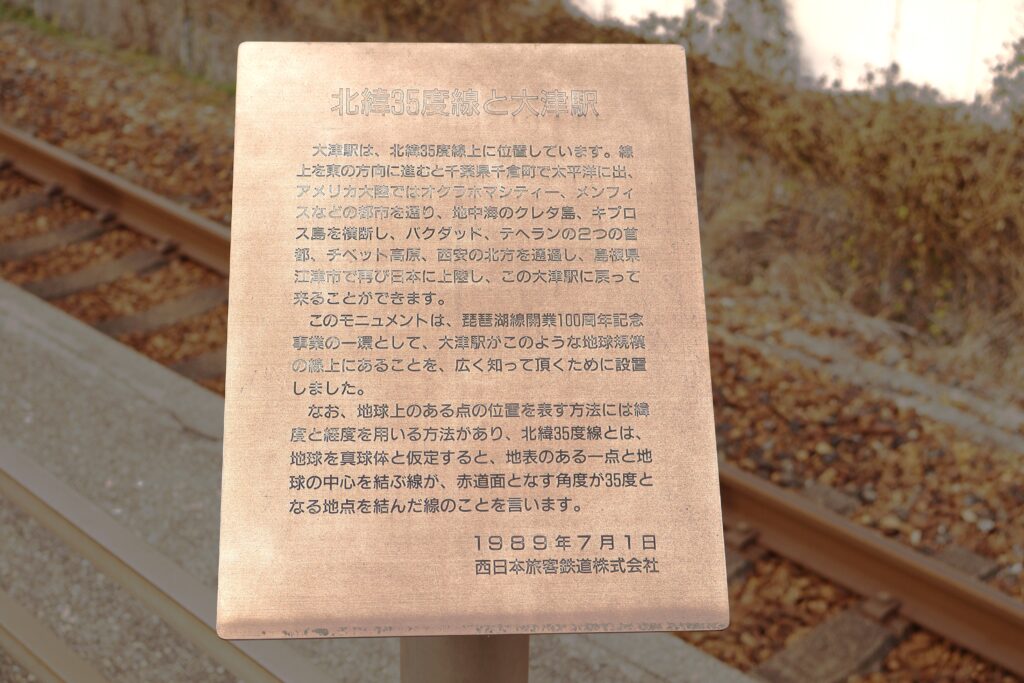 北緯35度線と大津駅
大津駅は、北緯35度線上に位置しています。線
上を東の方向に進むと千葉県千倉町で太平洋に出、
アメリカ大陸ではオクラホマシティー、メンフィ
スなどの都市を通り、地中海のクレタ島、キプロ
ス島を横断し、バクダッド、テヘランの2つの首
都、チベット高原、西安の北方を通過し、島根県
江津市で再び日本に上陸し、この大津駅に戻って
来ることができます。
このモニュメントは、琵琶湖線開業100周年記念
事業の一環として、大津駅がこのような地球規模
の線上にあることを、広く知って頂くために設置
しました。
なお、地球上のある点の位置を表す方法には緯
度と経度を用いる方法があり、北緯35度線とは、
地球を真球体と仮定すると、地表のある一点と地
球の中心を結ぶ線が、赤道面となす角度が35度と
なる地点を結んだ線のことを言います。
1989年7月1日
西日本旅客鉄道株式会社